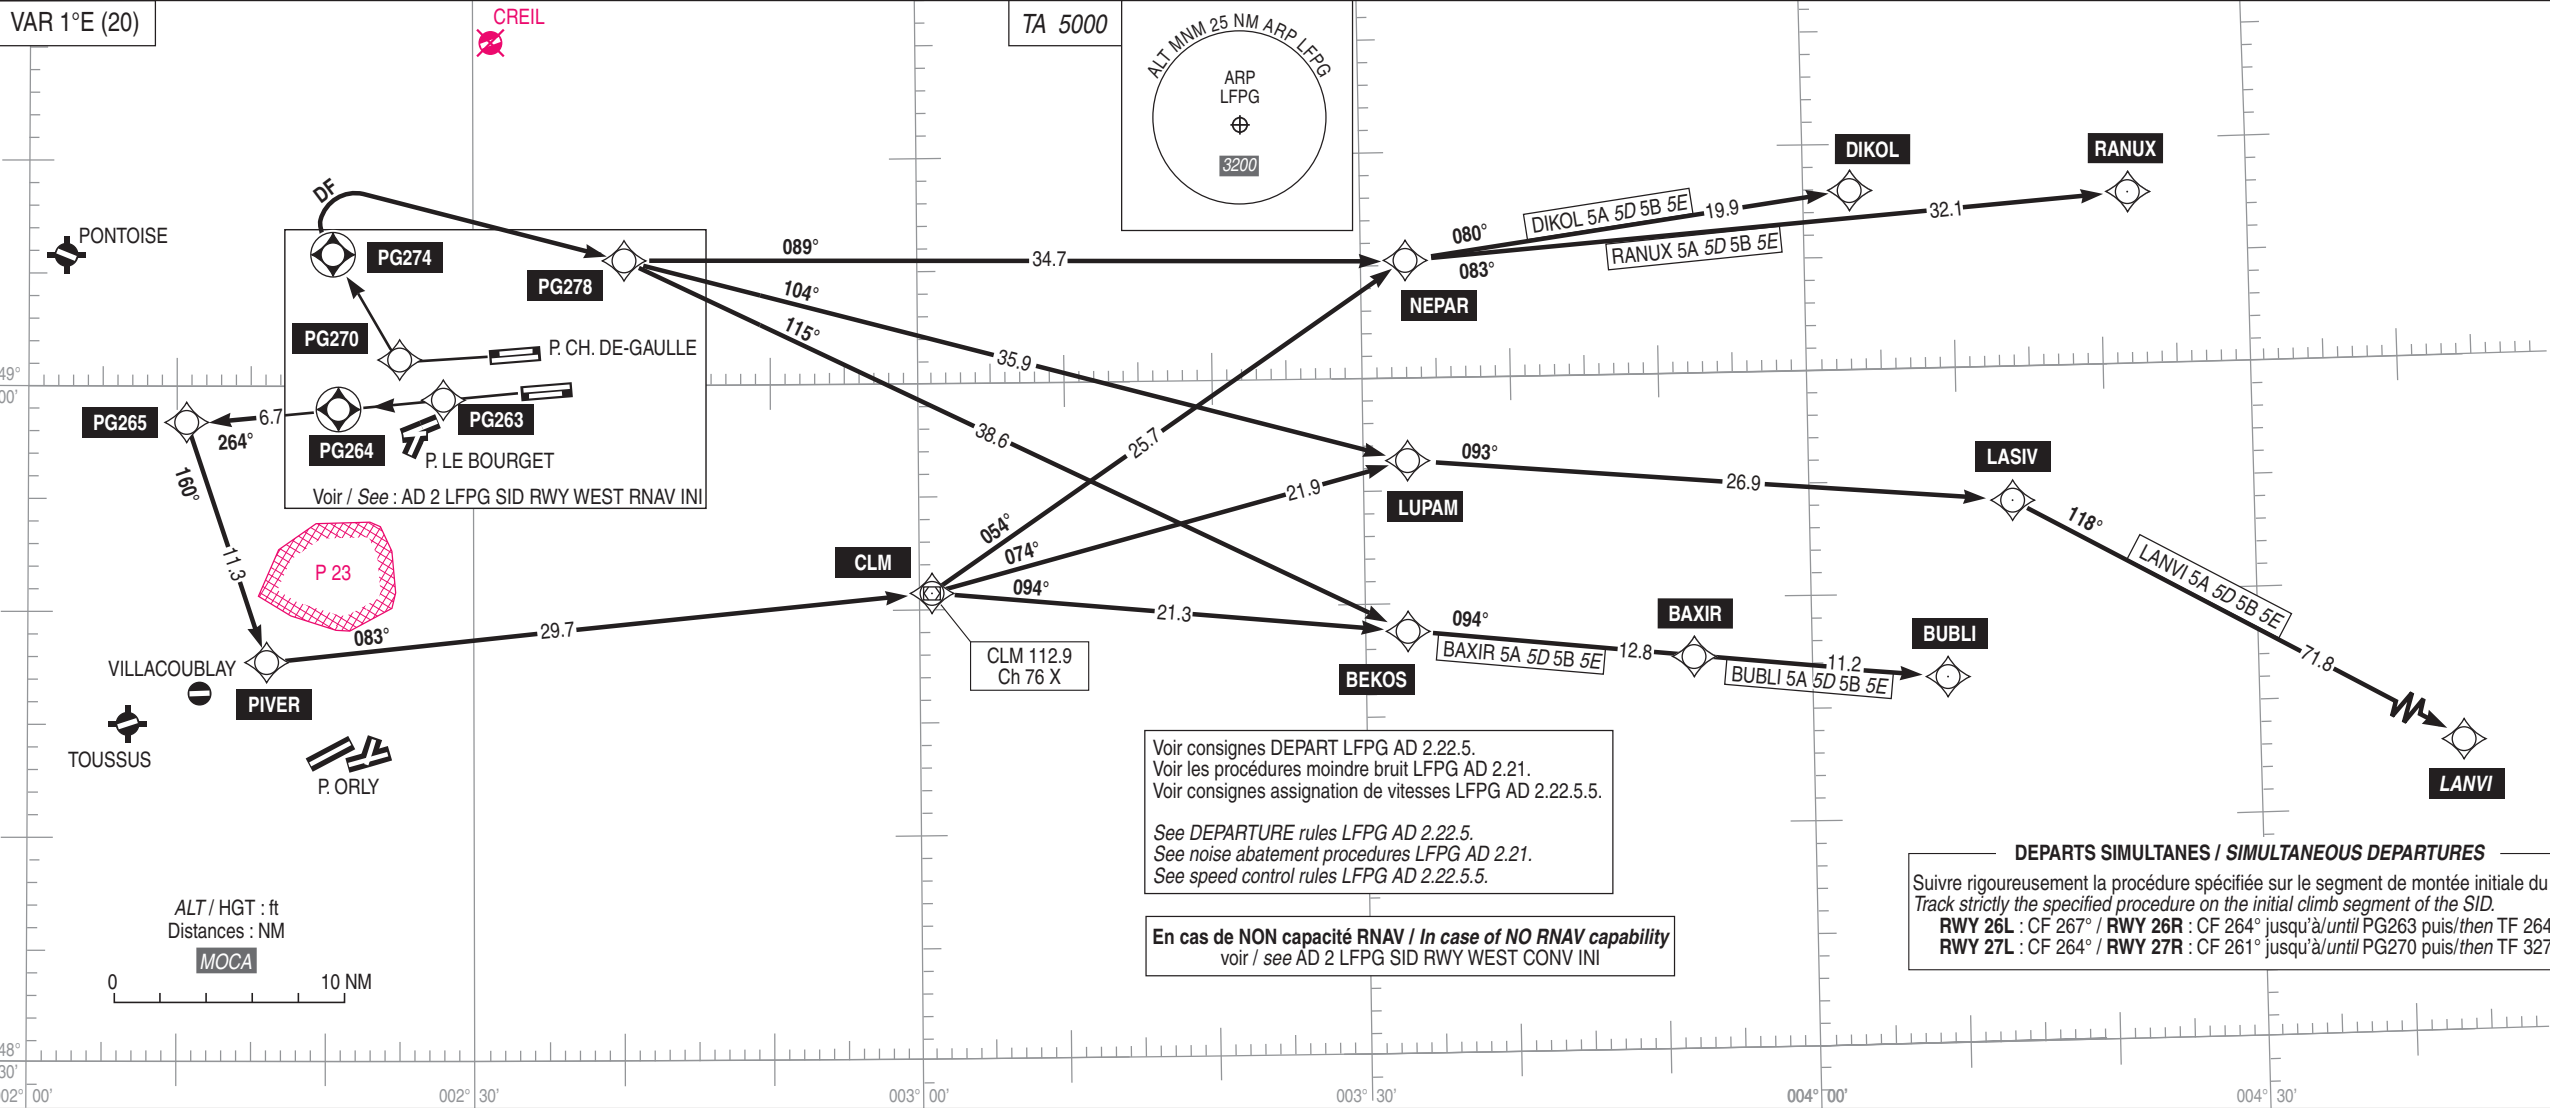 VAR 1°E (20)
CREIL
TA 5000
ALT MNM 25 NM ARP LFPG
ARP
LFPG
3200
DIKOL
RANUX
DF
PONTOISE
PG274
PG278
089°
34.7
080°
DIKOL 5A 5D 5B 5E
19.9
32.1
RANUX 5A 5D 5B 5E
083°
NEPAR
104°
115°
35.9
38.6
25.7
PG270
P. CH. DE-GAULLE
49°
00'
PG265
6.7
264°
PG264
PG263
P. LE BOURGET
Voir / See : AD 2 LFPG SID RWY WEST RNAV INI
160°
11.3
P 23
093°
26.9
LASIV
LUPAM
21.9
118°
LANVI 5A 5D 5B 5E
71.8
LANVI
CLM
054°
074°
094°
21.3
CLM 112.9
Ch 76 X
083°
29.7
VILLACOUBLAY
PIVER
TOUSSUS
P. ORLY
094°
BAXIR 5A 5D 5B 5E
12.8
BAXIR
11.2
BUBLI 5A 5D 5B 5E
BUBLI
BEKOS
Voir consignes DEPART LFPG AD 2.22.5.
Voir les procédures moindre bruit LFPG AD 2.21.
Voir consignes assignation de vitesses LFPG AD 2.22.5.5.
See DEPARTURE rules LFPG AD 2.22.5.
See noise abatement procedures LFPG AD 2.21.
See speed control rules LFPG AD 2.22.5.5.
En cas de NON capacité RNAV / In case of NO RNAV capability
voir / see AD 2 LFPG SID RWY WEST CONV INI
DEPARTS SIMULTANES / SIMULTANEOUS DEPARTURES
Suivre rigoureusement la procédure spécifiée sur le segment de montée initiale du
Track strictly the specified procedure on the initial climb segment of the SID.
RWY 26L : CF 267° / RWY 26R : CF 264° jusqu'à/until PG263 puis/then TF 264
RWY 27L : CF 264° / RWY 27R : CF 261° jusqu'à/until PG270 puis/then TF 327
ALT / HGT : ft
Distances : NM
MOCA
0 10 NM
48°
30'
02° 00' 002° 30' 003° 00' 003° 30' 004° 00' 004° 30'